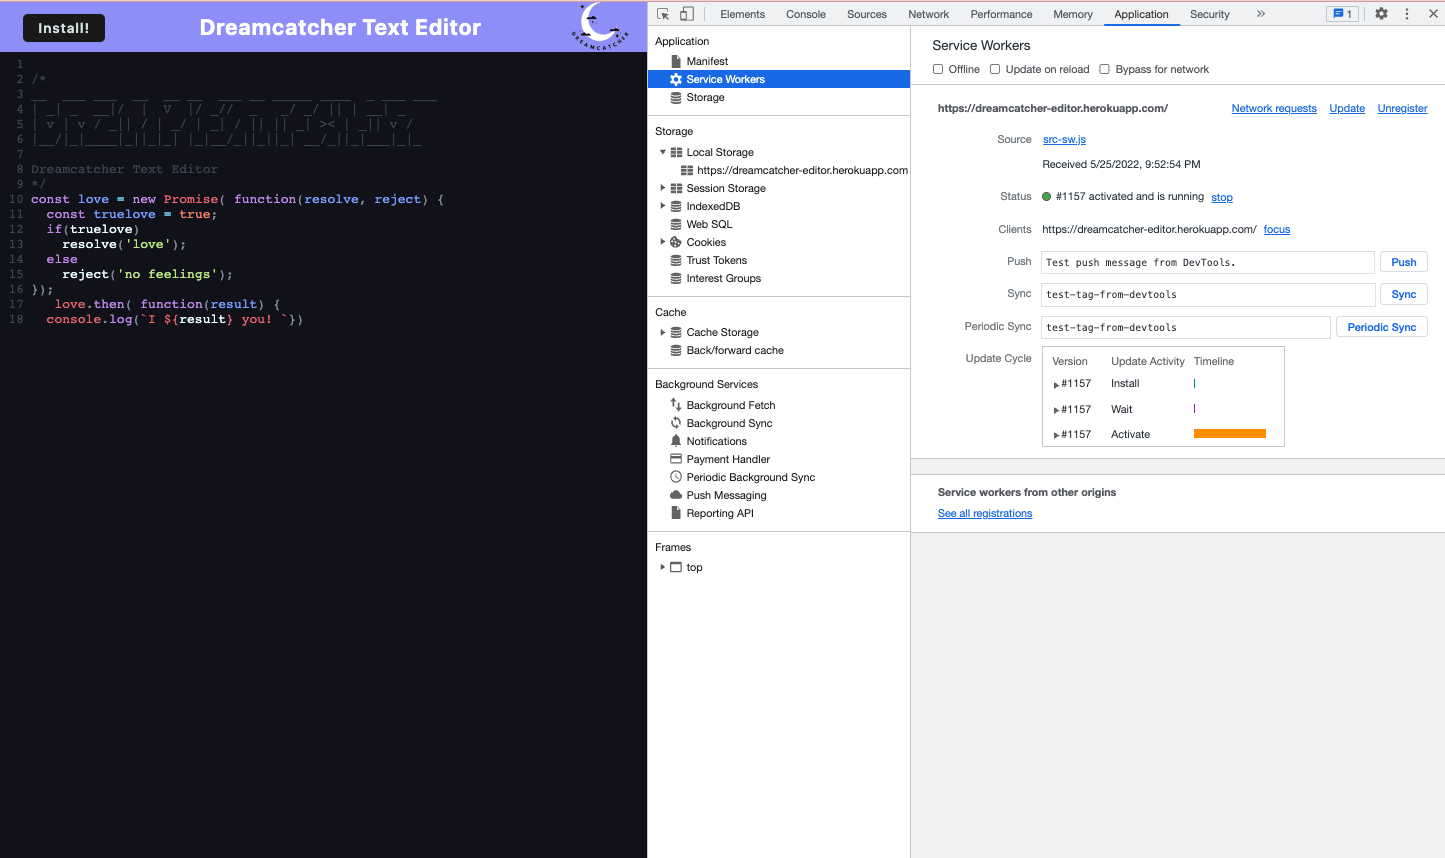 Install!
Dreamcatcher Text Editor
DREAMCATCHER
1
2 /*
3
4
5
6
7
8 Dreamcatcher Text Editor
9 */
10 const love = new Promise( function(resolve, reject) {
11 const truelove = true;
12 if(truelove)
13 resolve('love');
14 else
15 reject('no feelings');
16 });
17 love.then( function(result) {
18 console.log(`I ${result} you! `})
Elements Console Sources Network Performance Memory Application Security » 1
Application
Manifest
Service Workers
Storage
Storage
Local Storage
https://dreamcatcher-editor.herokuapp.com
Session Storage
IndexedDB
Web SQL
Cookies
Trust Tokens
Interest Groups
Cache
Cache Storage
Back/forward cache
Background Services
Background Fetch
Background Sync
Notifications
Payment Handler
Periodic Background Sync
Push Messaging
Reporting API
Frames
top
Service Workers
Offline Update on reload Bypass for network
https://dreamcatcher-editor.herokuapp.com/ Network requests Update Unregister
Source src-sw.js
Received 5/25/2022, 9:52:54 PM
Status #1157 activated and is running stop
Clients https://dreamcatcher-editor.herokuapp.com/ focus
Push Test push message from DevTools. Push
Sync test-tag-from-devtools Sync
Periodic Sync test-tag-from-devtools Periodic Sync
Update Cycle Version Update Activity Timeline
#1157 Install
#1157 Wait
#1157 Activate
Service workers from other origins
See all registrations